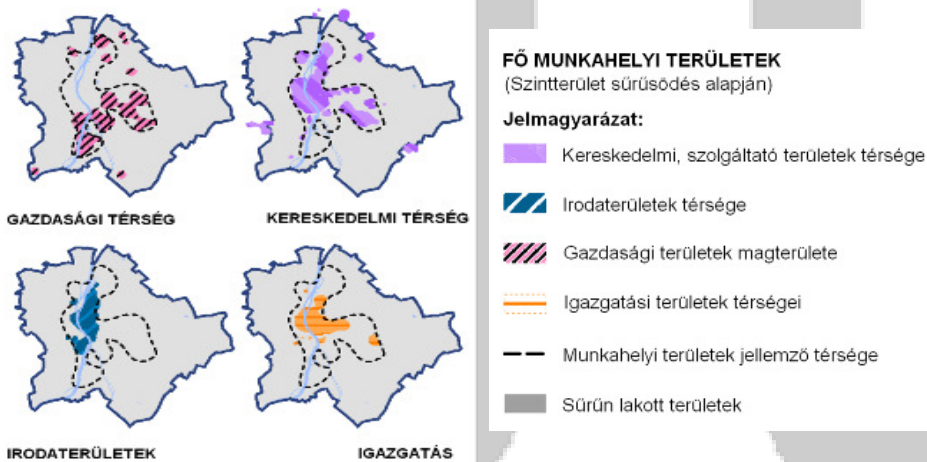 GAZDASÁGI TÉRSÉG
KERESKEDELMI TÉRSÉG
IRODATERÜLETEK
IGAZGATÁS
FŐ MUNKAHELYI TERÜLETEK
(Szintterület sűrűsödés alapján)
Jelmagyarázat:
Kereskedelmi, szolgáltató területek térsége
Irodaterületek térsége
Gazdasági területek magterülete
Igazgatási területek térségei
Munkahelyi területek jellemző térsége
Sűrűn lakott területek